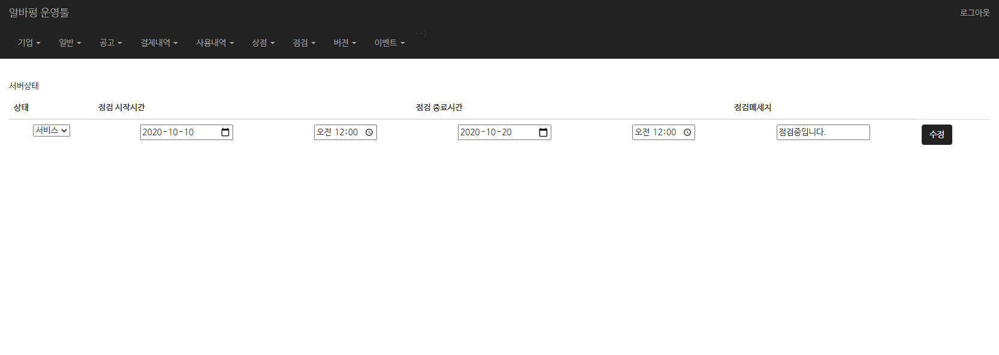 알바평 운영툴 로그아웃
기업 일반 공고 결제내역 사용내역 상점 점검 버전 이벤트 -->
서버상태
상태 점검 시작시간 점검 종료시간 점검메세지
서비스 2020-10-10 오전 12:00 2020-10-20 오전 12:00 점검중입니다. 수정